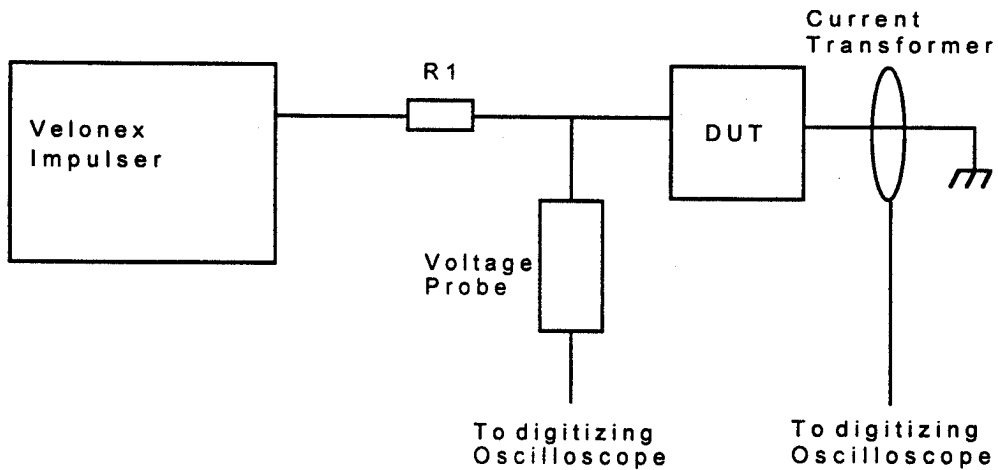 Velonex
Impulser
R1
Voltage
Probe
To digitizing
Oscilloscope
DUT
Current
Transformer
To digitizing
Oscilloscope